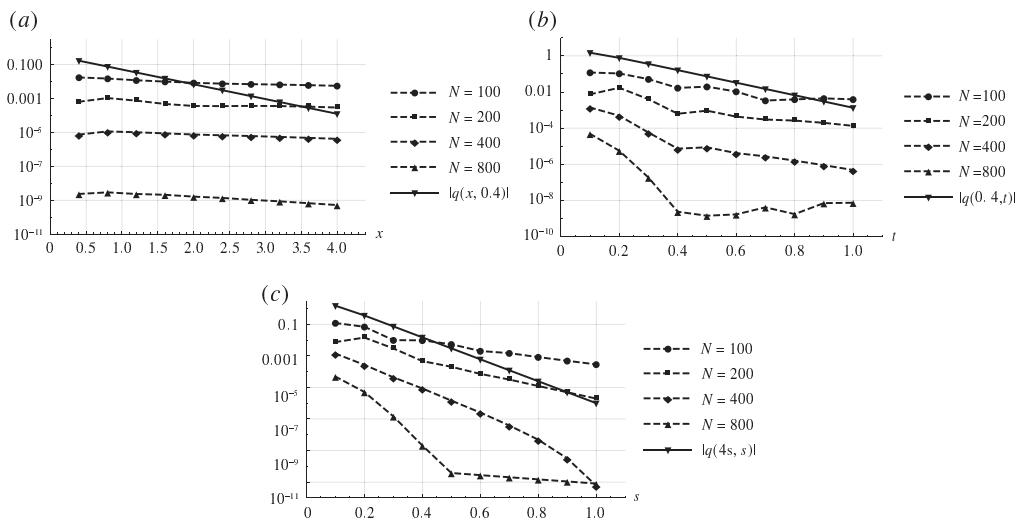 (a)
0.100
0.001
10⁻⁵
10⁻⁷
10⁻⁹
10⁻¹¹
0 0.5 1.0 1.5 2.0 2.5 3.0 3.5 4.0
x
N = 100
N = 200
N = 400
N = 800
|q(x, 0.4)|
(b)
1
0.01
10⁻⁴
10⁻⁶
10⁻⁸
10⁻¹⁰
0 0.2 0.4 0.6 0.8 1.0
t
N =100
N =200
N =400
N =800
|q(0. 4,t)|
(c)
0.1
0.001
10⁻⁵
10⁻⁷
10⁻⁹
10⁻¹¹
0 0.2 0.4 0.6 0.8 1.0
s
N = 100
N = 200
N = 400
N = 800
|q(4s, s)|